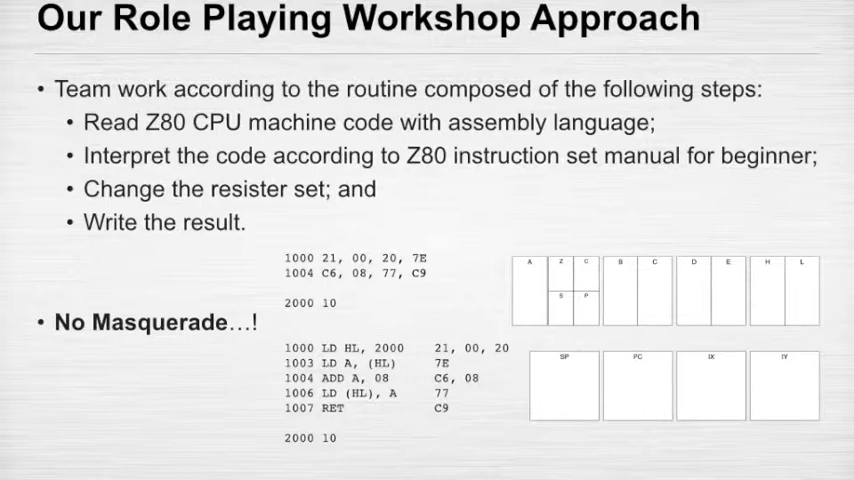 Our Role Playing Workshop Approach
• Team work according to the routine composed of the following steps:
• Read Z80 CPU machine code with assembly language;
• Interpret the code according to Z80 instruction set manual for beginner;
• Change the resister set; and
• Write the result.
1000 21, 00, 20, 7E
1004 C6, 08, 77, C9
2000 10
A Z C B C D E H L
S P
• No Masquerade…!
1000 LD HL, 2000 21, 00, 20
1003 LD A, (HL) 7E
1004 ADD A, 08 C6, 08
1006 LD (HL), A 77
1007 RET C9
2000 10
SP PC IX IY